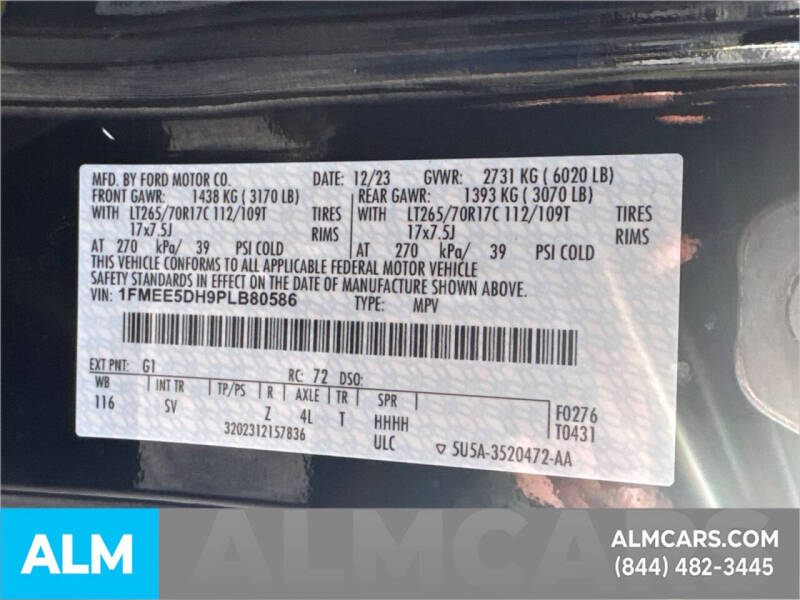 MFD. BY FORD MOTOR CO. DATE: 12/23 GVWR: 2731 KG ( 6020 LB)
FRONT GAWR: 1438 KG ( 3170 LB) REAR GAWR: 1393 KG ( 3070 LB)
WITH LT265/70R17C 112/109T TIRES WITH LT265/70R17C 112/109T TIRES
17x7.5J RIMS 17x7.5J RIMS
AT 270 kPa/ 39 PSI COLD AT 270 kPa/ 39 PSI COLD
THIS VEHICLE CONFORMS TO ALL APPLICABLE FEDERAL MOTOR VEHICLE
SAFETY STANDARDS IN EFFECT ON THE DATE OF MANUFACTURE SHOWN ABOVE.
VIN: 1FMEE5DH9PLB80586 TYPE: MPV
EXT PNT: G1 RC: 72 DSO:
WB INT TR TP/PS R AXLE TR SPR
116 SV Z 4L T HHHH F0276
3202312157836 ULC T0431
5U5A-3520472-AA
ALMCARS
ALM
ALMCARS.COM
(844) 482-3445